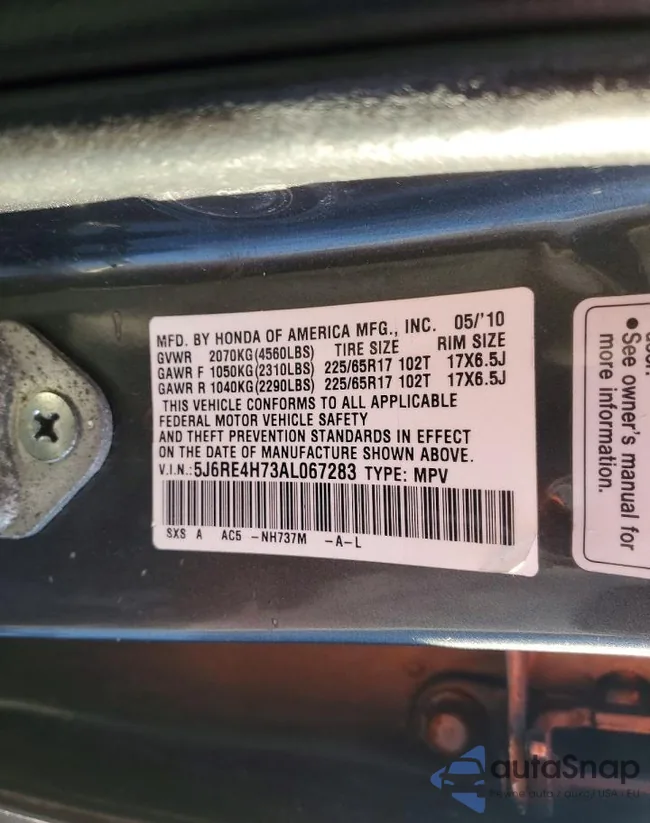 MFD. BY HONDA OF AMERICA MFG., INC. 05/'10
GVWR 2070KG(4560LBS) TIRE SIZE RIM SIZE
GAWR F 1050KG(2310LBS) 225/65R17 102T 17X6.5J
GAWR R 1040KG(2290LBS) 225/65R17 102T 17X6.5J
THIS VEHICLE CONFORMS TO ALL APPLICABLE
FEDERAL MOTOR VEHICLE SAFETY
AND THEFT PREVENTION STANDARDS IN EFFECT
ON THE DATE OF MANUFACTURE SHOWN ABOVE.
V.I.N.:5J6RE4H73AL067283 TYPE: MPV
SXS A AC5 -NH737M -A-L
•See owner's manual for
more information.
autaSnap